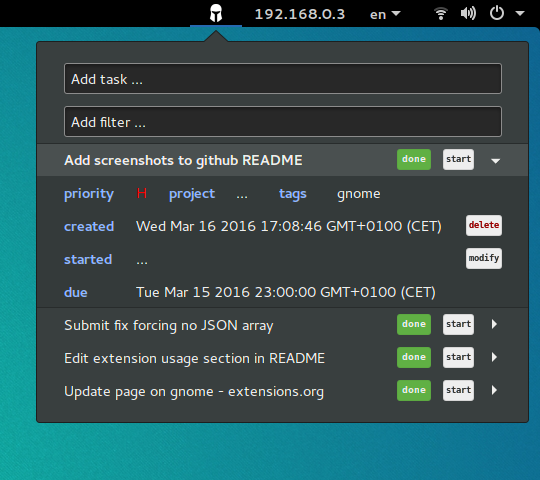 192.168.0.3 en
Add task ...
Add filter ...
Add screenshots to github README done start
priority H project ... tags gnome
created Wed Mar 16 2016 17:08:46 GMT+0100 (CET) delete
started ... modify
due Tue Mar 15 2016 23:00:00 GMT+0100 (CET)
Submit fix forcing no JSON array done start
Edit extension usage section in README done start
Update page on gnome - extensions.org done start